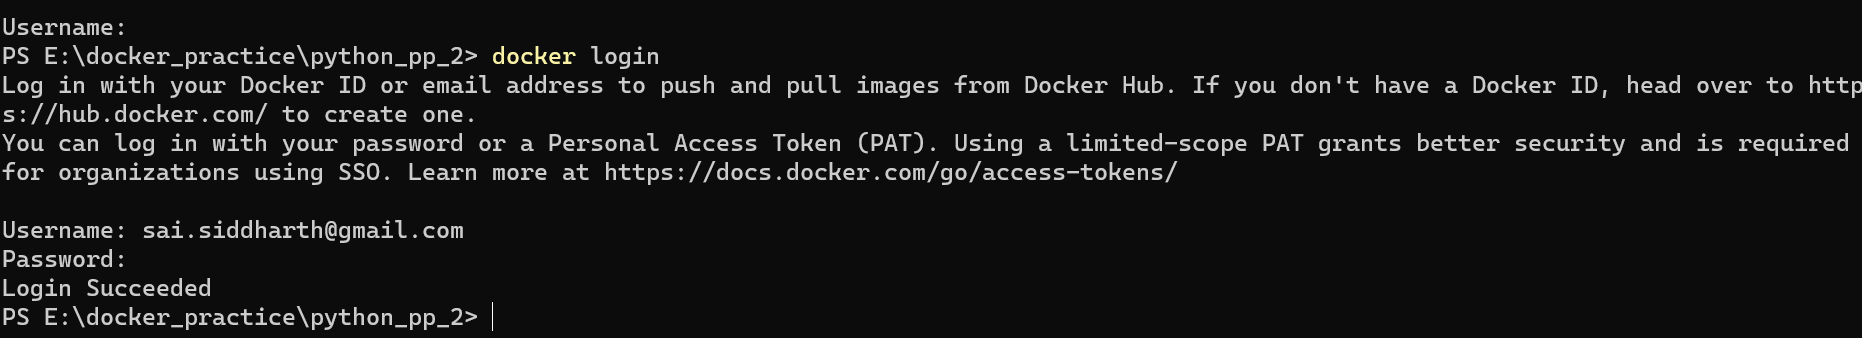 Username:
PS E:\docker_practice\python_pp_2> docker login
Log in with your Docker ID or email address to push and pull images from Docker Hub. If you don't have a Docker ID, head over to http
s://hub.docker.com/ to create one.
You can log in with your password or a Personal Access Token (PAT). Using a limited-scope PAT grants better security and is required
for organizations using SSO. Learn more at https://docs.docker.com/go/access-tokens/
Username: sai.siddharth@gmail.com
Password:
Login Succeeded
PS E:\docker_practice\python_pp_2>